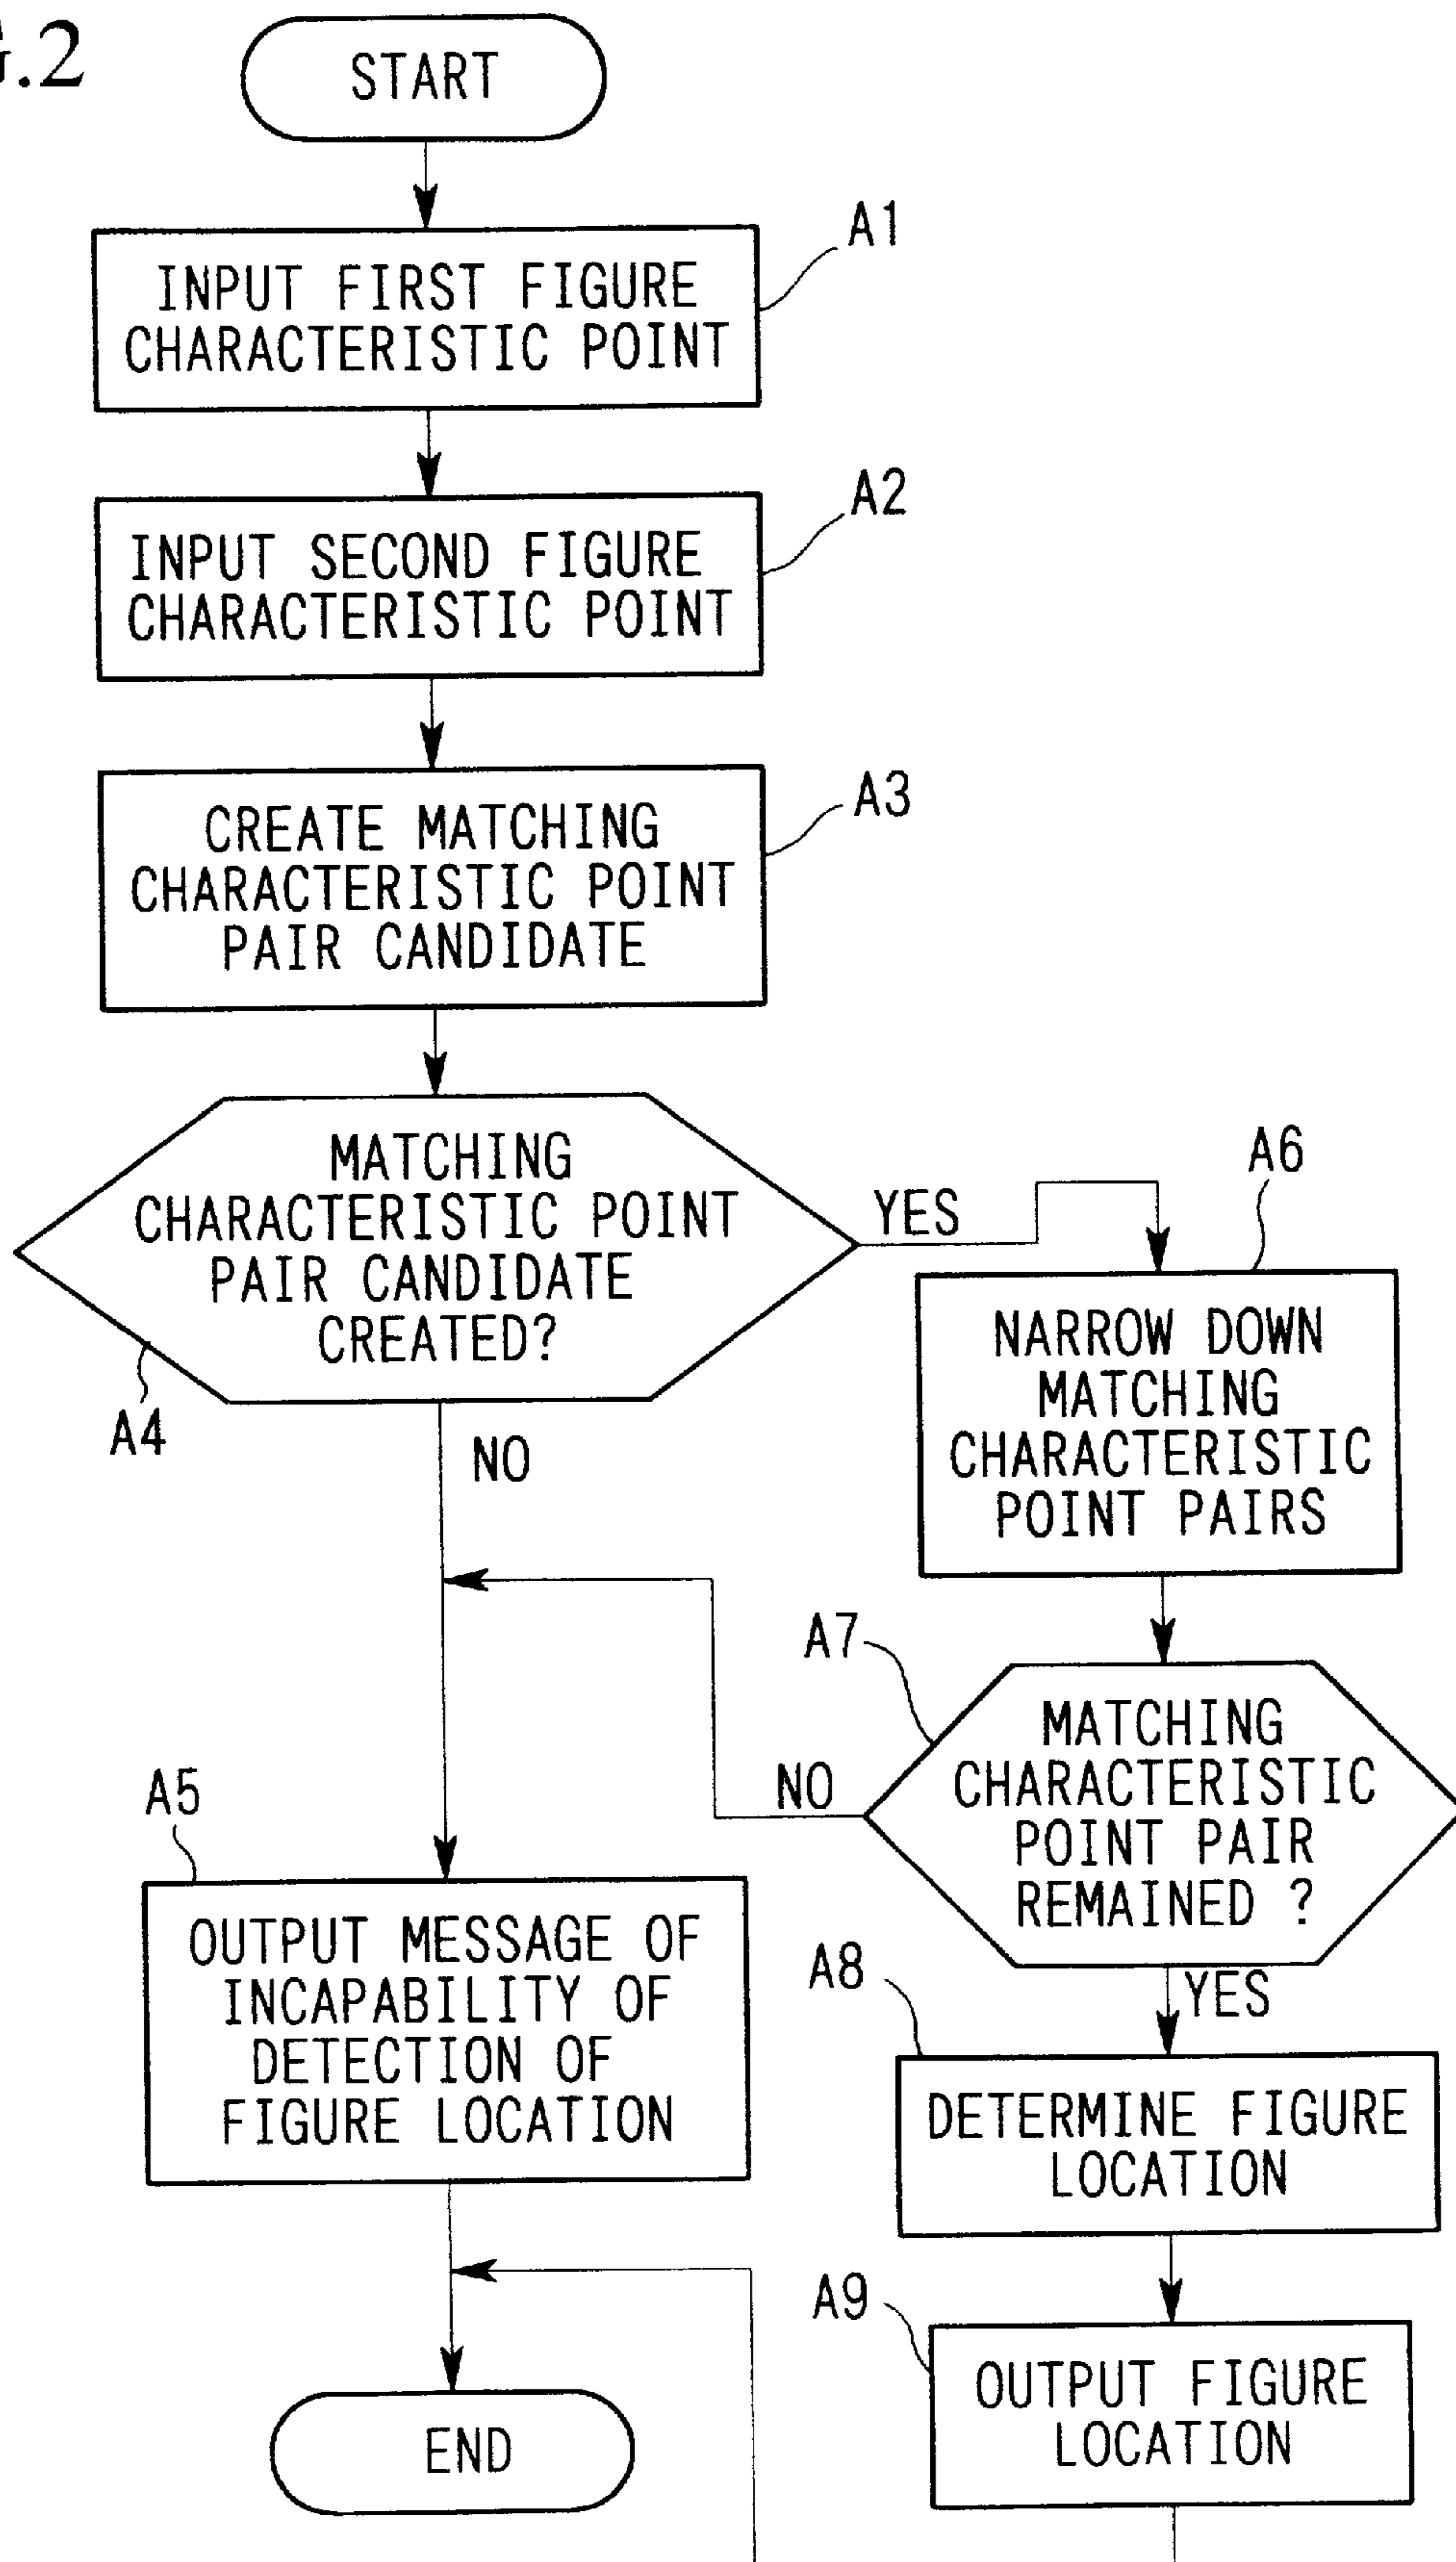 .2
START
A1
INPUT FIRST FIGURE
CHARACTERISTIC POINT
A2
INPUT SECOND FIGURE
CHARACTERISTIC POINT
A3
CREATE MATCHING
CHARACTERISTIC POINT
PAIR CANDIDATE
MATCHING
CHARACTERISTIC POINT
PAIR CANDIDATE
CREATED?
A4
YES
NO
A6
NARROW DOWN
MATCHING
CHARACTERISTIC
POINT PAIRS
A7
MATCHING
CHARACTERISTIC
POINT PAIR
REMAINED ?
NO
YES
A5
OUTPUT MESSAGE OF
INCAPABILITY OF
DETECTION OF
FIGURE LOCATION
A8
DETERMINE FIGURE
LOCATION
A9
OUTPUT FIGURE
LOCATION
END